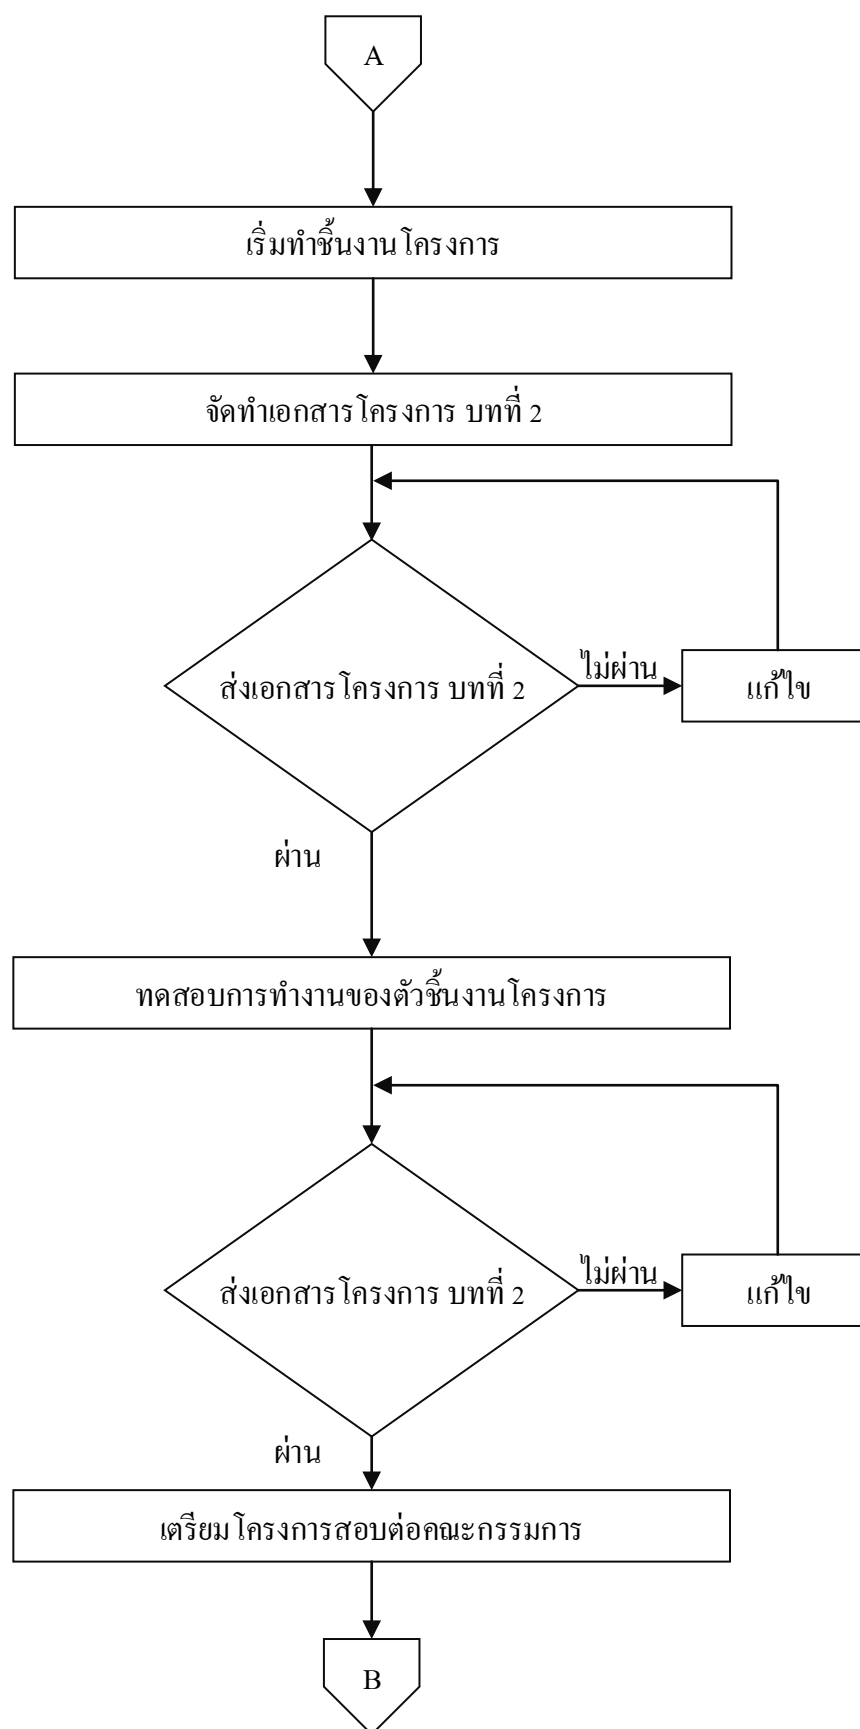 A
เริ่มทำชิ้นงานโครงการ
จัดทำเอกสารโครงการ บทที่ 2
ส่งเอกสารโครงการ บทที่ 2
ไม่ผ่าน
แก้ไข
ผ่าน
ทดสอบการทำงานของตัวชิ้นงานโครงการ
ส่งเอกสารโครงการ บทที่ 2
ไม่ผ่าน
แก้ไข
ผ่าน
เตรียมโครงการสอบต่อคณะกรรมการ
B